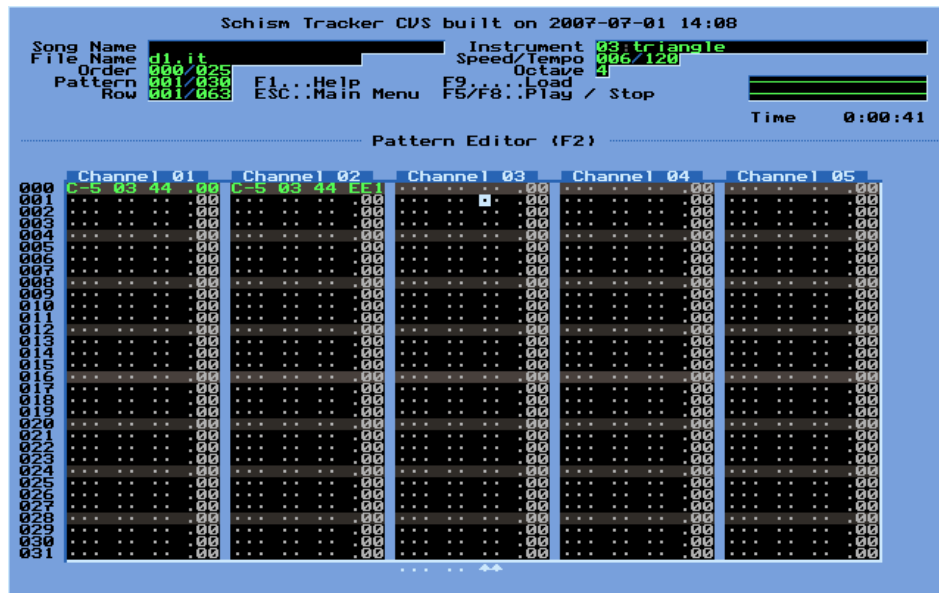 Schism Tracker CVS built on 2007-07-01 14:08
Song Name Instrument 03:triangle
File Name d1.it Speed/Tempo 006/120
Order 000/025 Octave 4
Pattern 001/030 F1...Help F9.....Load
Row 001/063 ESC..Main Menu F5/F8..Play / Stop
Time 0:00:41
Pattern Editor (F2)
Channel 01 Channel 02 Channel 03 Channel 04 Channel 05
000 C-5 03 44 .00 C-5 03 44 EE1 ... .. .. .00 ... .. .. .00 ... .. .. .00
001 ... .. .. .00 ... .. .. .00 ... .. .. .00 ... .. .. .00 ... .. .. .00
002 ... .. .. .00 ... .. .. .00 ... .. .. .00 ... .. .. .00 ... .. .. .00
003 ... .. .. .00 ... .. .. .00 ... .. .. .00 ... .. .. .00 ... .. .. .00
004 ... .. .. .00 ... .. .. .00 ... .. .. .00 ... .. .. .00 ... .. .. .00
005 ... .. .. .00 ... .. .. .00 ... .. .. .00 ... .. .. .00 ... .. .. .00
006 ... .. .. .00 ... .. .. .00 ... .. .. .00 ... .. .. .00 ... .. .. .00
007 ... .. .. .00 ... .. .. .00 ... .. .. .00 ... .. .. .00 ... .. .. .00
008 ... .. .. .00 ... .. .. .00 ... .. .. .00 ... .. .. .00 ... .. .. .00
009 ... .. .. .00 ... .. .. .00 ... .. .. .00 ... .. .. .00 ... .. .. .00
010 ... .. .. .00 ... .. .. .00 ... .. .. .00 ... .. .. .00 ... .. .. .00
011 ... .. .. .00 ... .. .. .00 ... .. .. .00 ... .. .. .00 ... .. .. .00
012 ... .. .. .00 ... .. .. .00 ... .. .. .00 ... .. .. .00 ... .. .. .00
013 ... .. .. .00 ... .. .. .00 ... .. .. .00 ... .. .. .00 ... .. .. .00
014 ... .. .. .00 ... .. .. .00 ... .. .. .00 ... .. .. .00 ... .. .. .00
015 ... .. .. .00 ... .. .. .00 ... .. .. .00 ... .. .. .00 ... .. .. .00
016 ... .. .. .00 ... .. .. .00 ... .. .. .00 ... .. .. .00 ... .. .. .00
017 ... .. .. .00 ... .. .. .00 ... .. .. .00 ... .. .. .00 ... .. .. .00
018 ... .. .. .00 ... .. .. .00 ... .. .. .00 ... .. .. .00 ... .. .. .00
019 ... .. .. .00 ... .. .. .00 ... .. .. .00 ... .. .. .00 ... .. .. .00
020 ... .. .. .00 ... .. .. .00 ... .. .. .00 ... .. .. .00 ... .. .. .00
021 ... .. .. .00 ... .. .. .00 ... .. .. .00 ... .. .. .00 ... .. .. .00
022 ... .. .. .00 ... .. .. .00 ... .. .. .00 ... .. .. .00 ... .. .. .00
023 ... .. .. .00 ... .. .. .00 ... .. .. .00 ... .. .. .00 ... .. .. .00
024 ... .. .. .00 ... .. .. .00 ... .. .. .00 ... .. .. .00 ... .. .. .00
025 ... .. .. .00 ... .. .. .00 ... .. .. .00 ... .. .. .00 ... .. .. .00
026 ... .. .. .00 ... .. .. .00 ... .. .. .00 ... .. .. .00 ... .. .. .00
027 ... .. .. .00 ... .. .. .00 ... .. .. .00 ... .. .. .00 ... .. .. .00
028 ... .. .. .00 ... .. .. .00 ... .. .. .00 ... .. .. .00 ... .. .. .00
029 ... .. .. .00 ... .. .. .00 ... .. .. .00 ... .. .. .00 ... .. .. .00
030 ... .. .. .00 ... .. .. .00 ... .. .. .00 ... .. .. .00 ... .. .. .00
031 ... .. .. .00 ... .. .. .00 ... .. .. .00 ... .. .. .00 ... .. .. .00